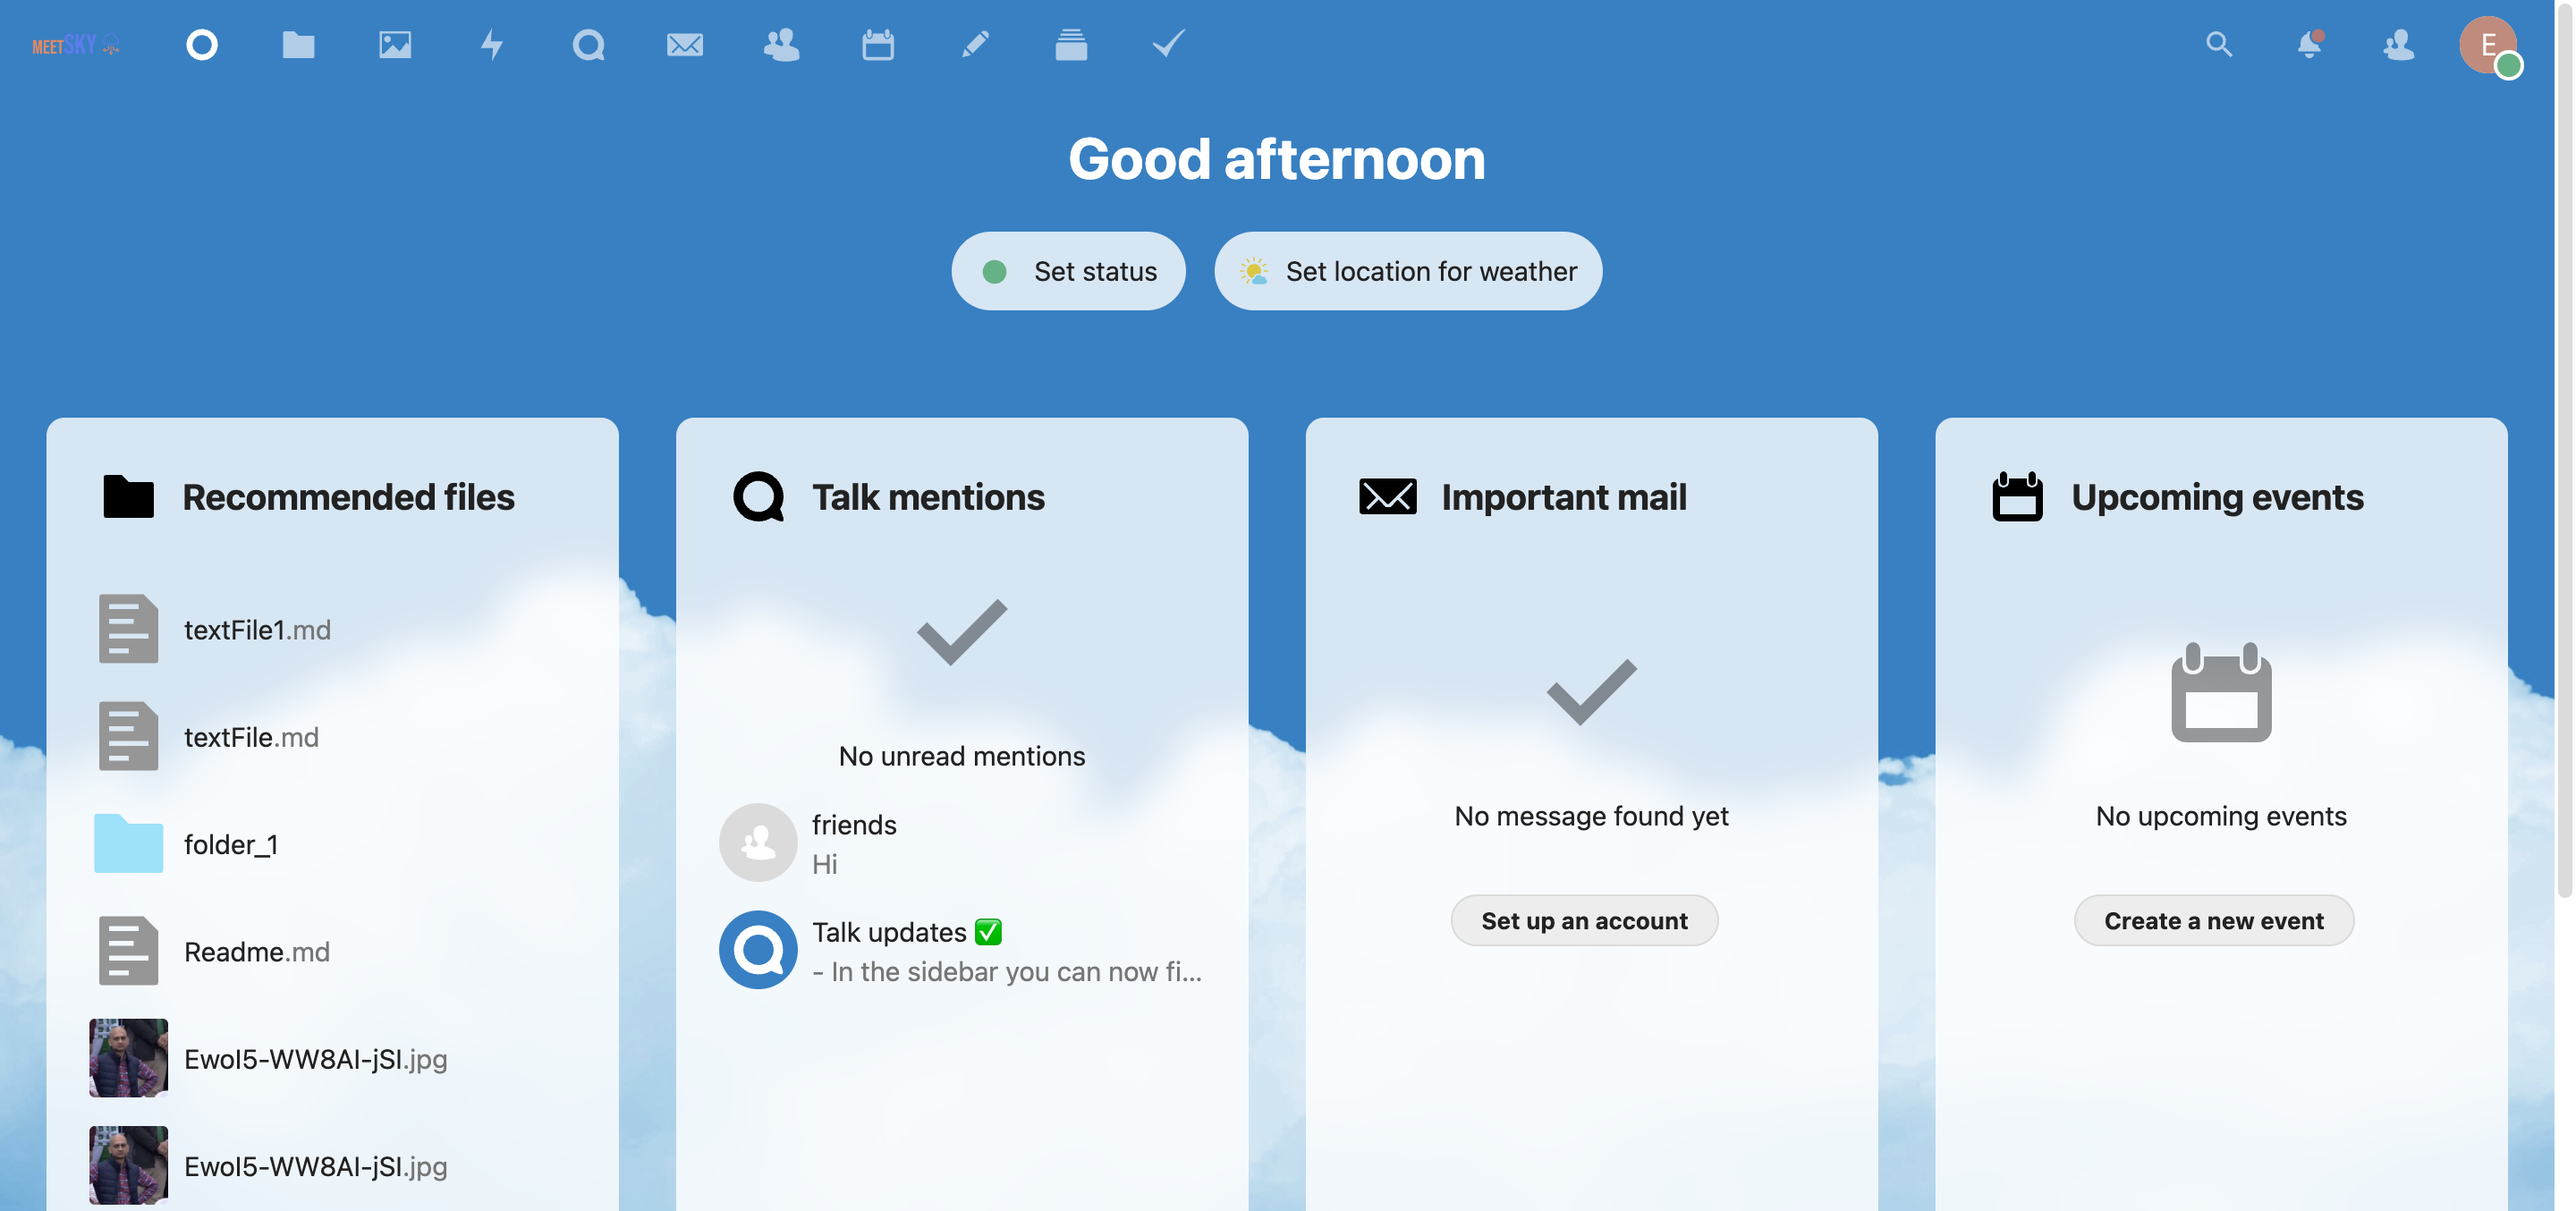 MEETSKY
E
Good afternoon
Set status
Set location for weather
Recommended files
textFile1.md
textFile.md
folder_1
Readme.md
EwoI5-WW8AI-jSI.jpg
EwoI5-WW8AI-jSI.jpg
Talk mentions
No unread mentions
friends
Hi
Talk updates ✅
- In the sidebar you can now fi...
Important mail
No message found yet
Set up an account
Upcoming events
No upcoming events
Create a new event